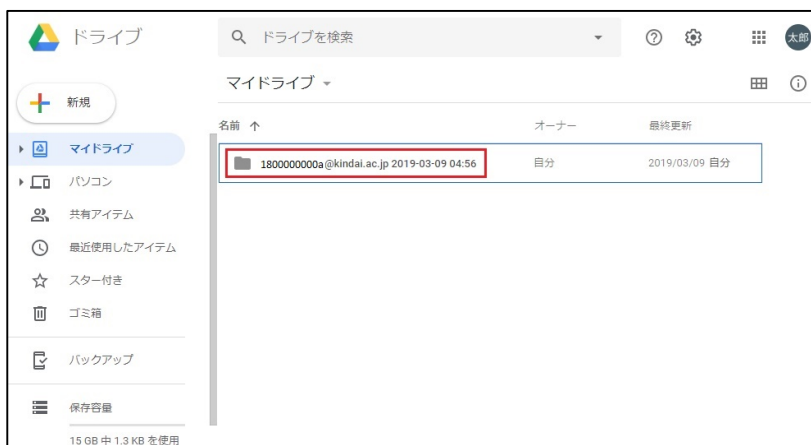 ドライブ
ドライブを検索
太郎
新規
マイドライブ
名前 ↑
オーナー
最終更新
1800000000a@kindai.ac.jp 2019-03-09 04:56
自分
2019/03/09 自分
マイドライブ
パソコン
共有アイテム
最近使用したアイテム
スター付き
ゴミ箱
バックアップ
保存容量
15 GB 中 1.3 KB を使用